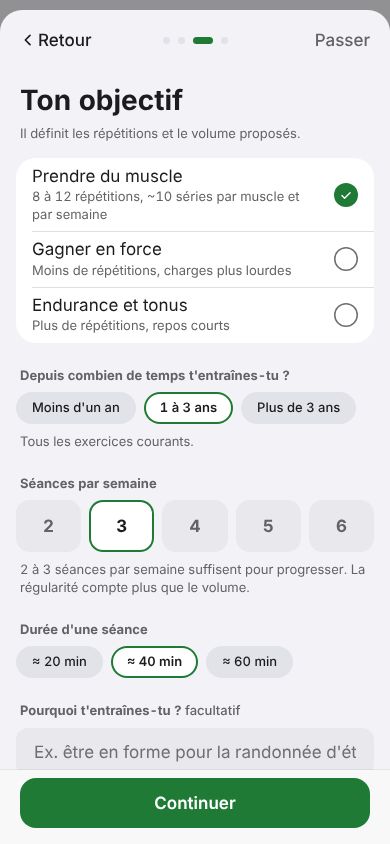 Retour
Passer
Ton objectif
Il définit les répétitions et le volume proposés.
Prendre du muscle
8 à 12 répétitions, ~10 séries par muscle et
par semaine
Gagner en force
Moins de répétitions, charges plus lourdes
Endurance et tonus
Plus de répétitions, repos courts
Depuis combien de temps t'entraînes-tu ?
Moins d'un an
1 à 3 ans
Plus de 3 ans
Tous les exercices courants.
Séances par semaine
2
3
4
5
6
2 à 3 séances par semaine suffisent pour progresser. La
régularité compte plus que le volume.
Durée d'une séance
≈ 20 min
≈ 40 min
≈ 60 min
Pourquoi t'entraînes-tu ? facultatif
Ex. être en forme pour la randonnée d'ét
Continuer